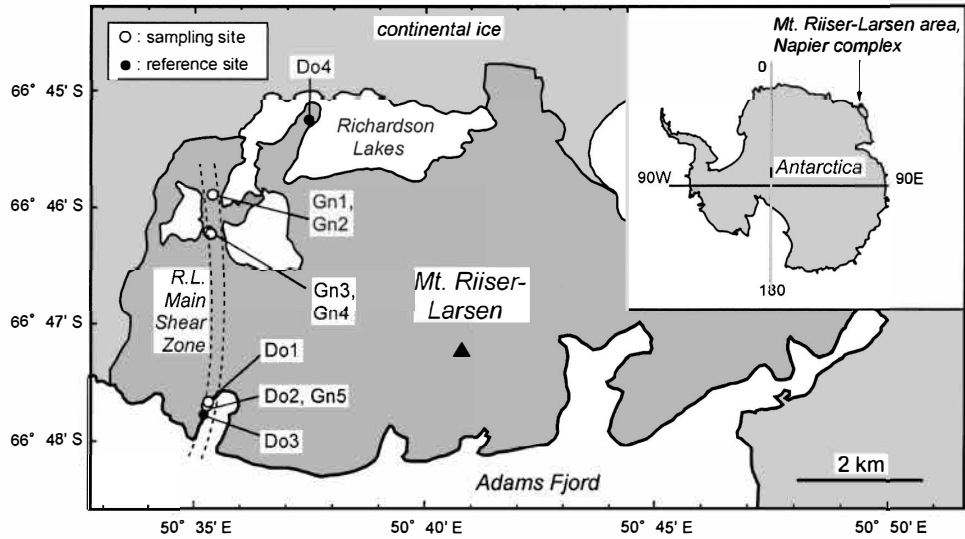 ○ : sampling site
● : reference site
continental ice
Mt. Riiser-Larsen area,
Napier complex
0
Antarctica
90W
90E
180
66° 45' S
66° 46' S
66° 47' S
66° 48' S
Do4
Richardson
Lakes
Gn1,
Gn2
Gn3,
Gn4
R.L.
Main
Shear
Zone
Mt. Riiser-
Larsen
Do1
Do2, Gn5
Do3
Adams Fjord
2 km
50° 35' E
50° 40' E
50° 45' E
50° 50' E